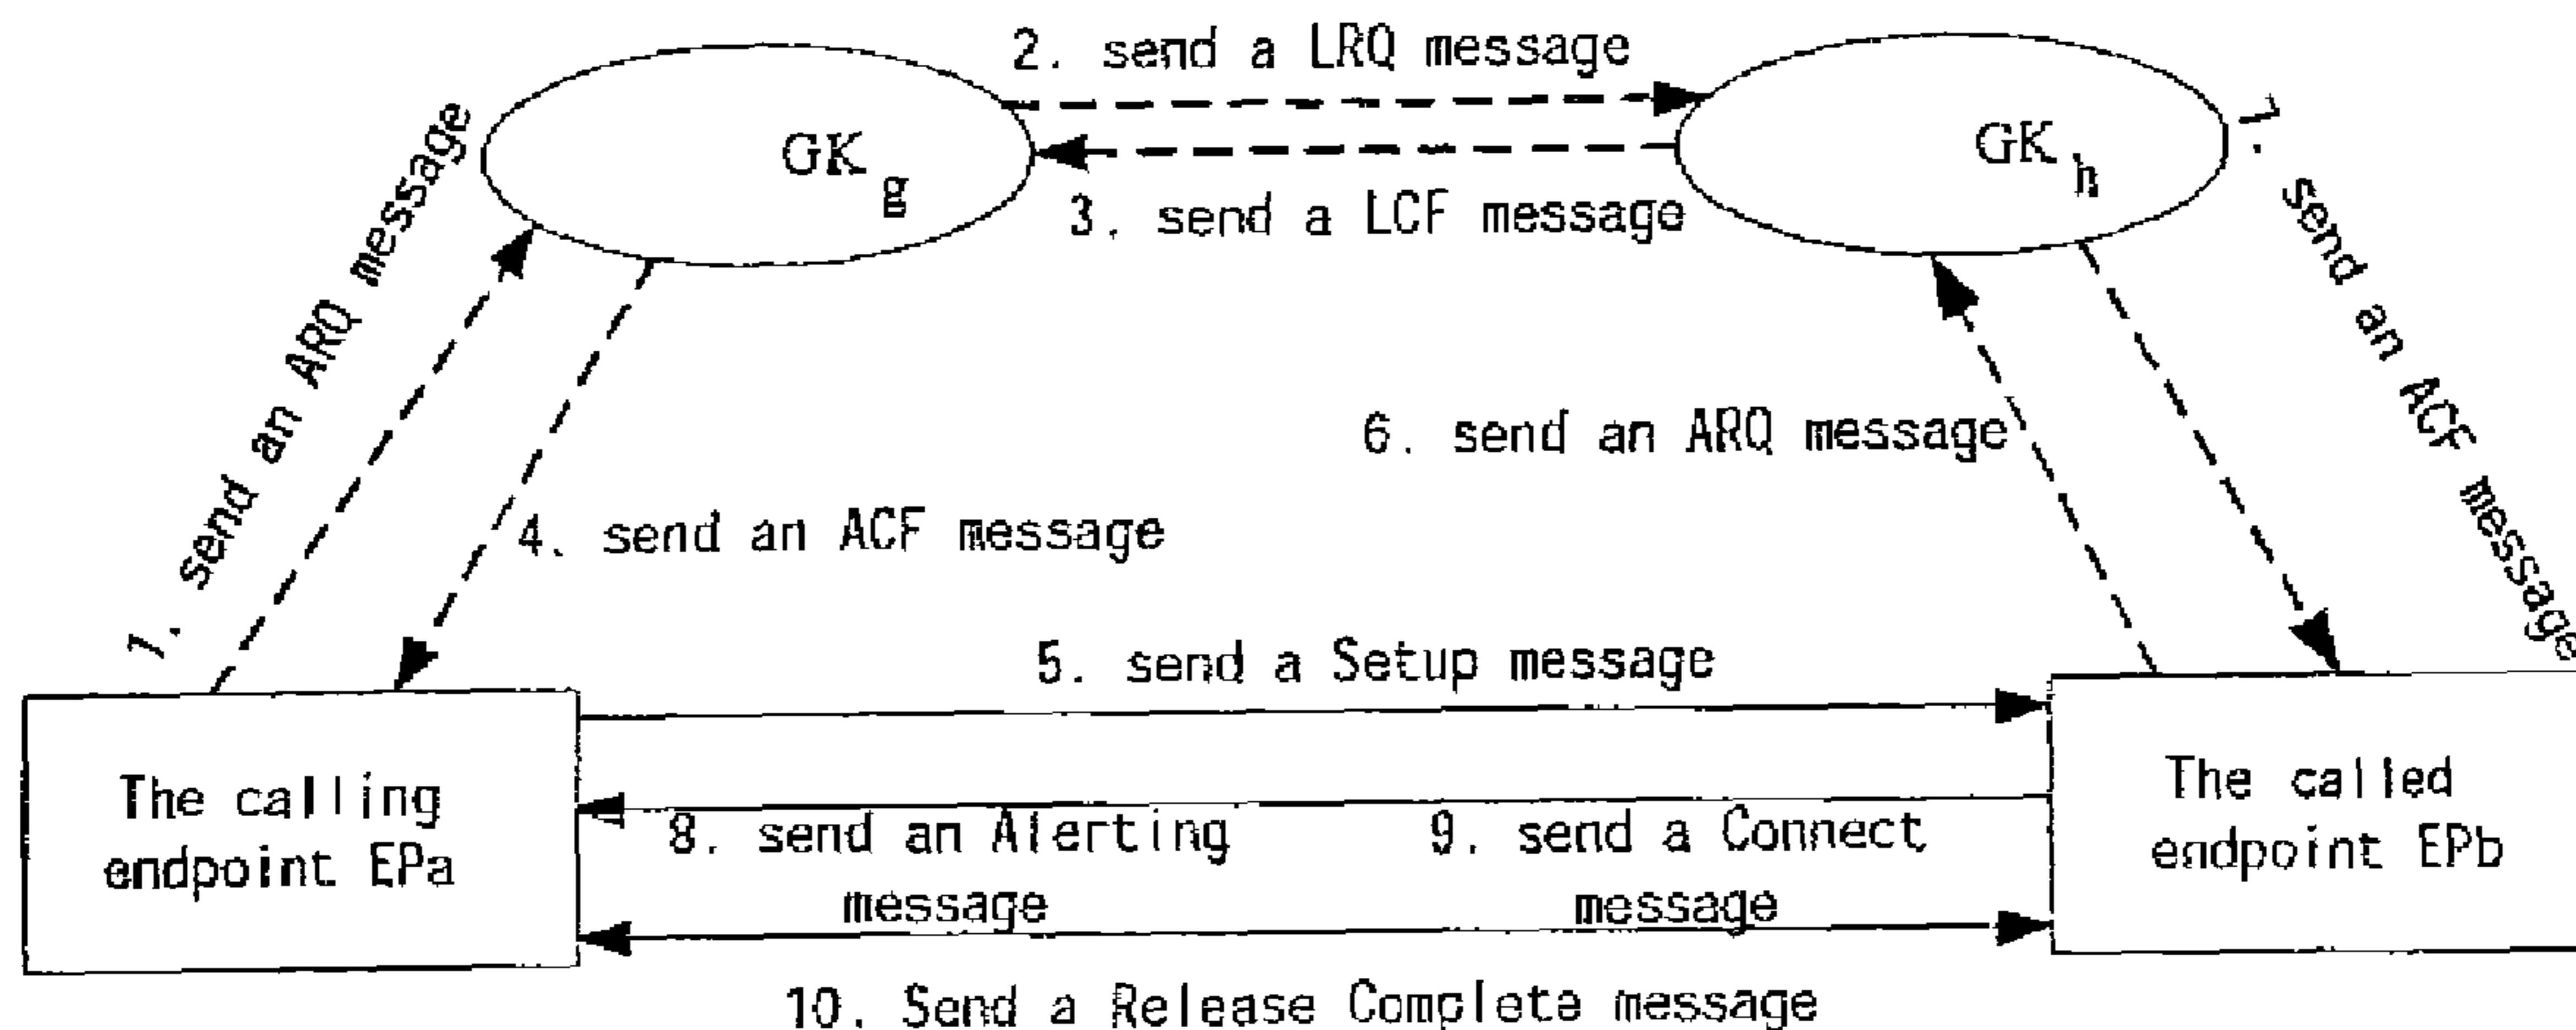 2. send a LRQ message
GK g
GK h
3. send a LCF message
1. send an ARQ message
7. send an ACF message
6. send an ARQ message
4. send an ACF message
5. send a Setup message
The calling
endpoint EPa
The called
endpoint EPb
8. send an Alerting
message
9. send a Connect
message
10. Send a Release Complete message